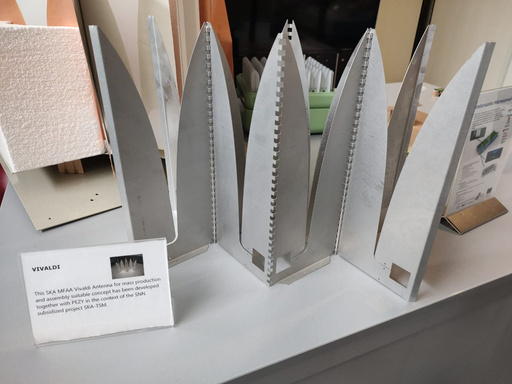 VIVALDI
This SKA MFAA Vivaldi Antenna for mass production
and assembly suitable concept has been developed
together with PEZY in the context of the SNN
subsidized project SKA-TSM.